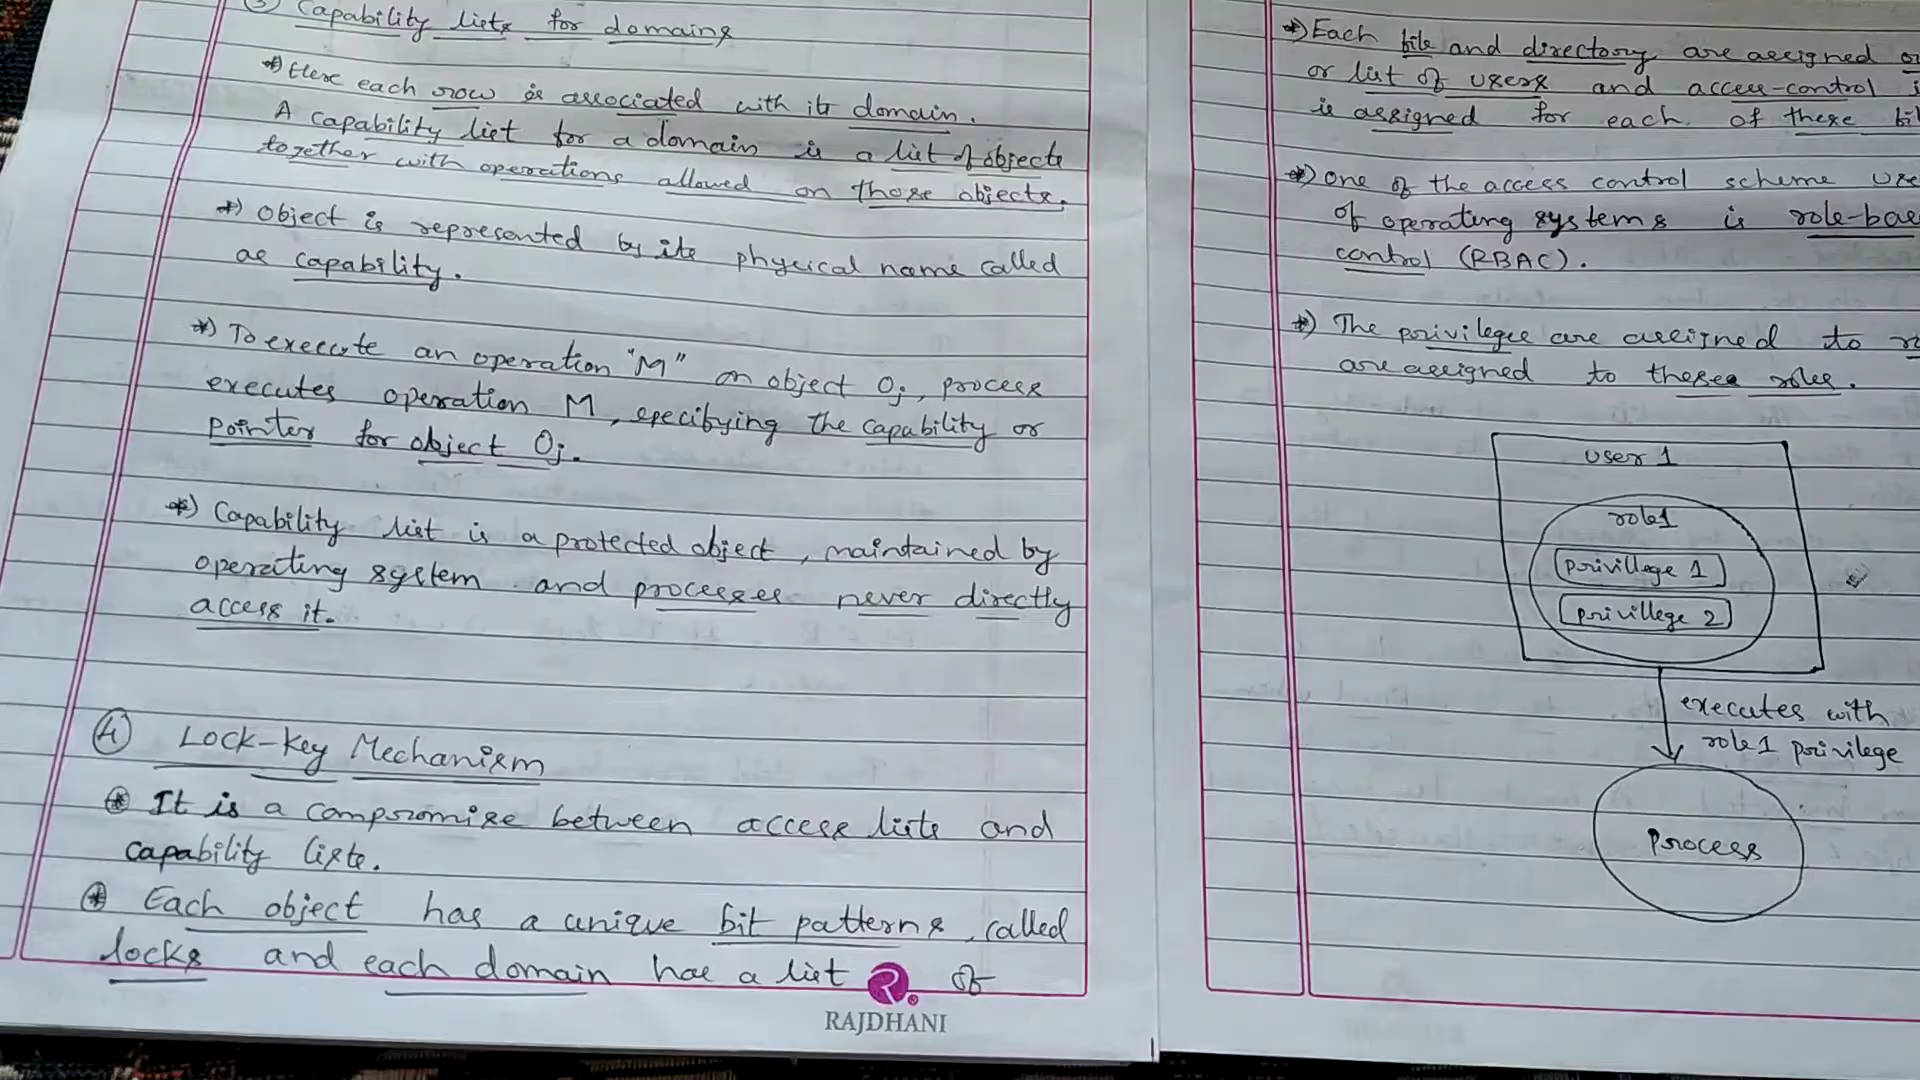 ③ Capability lists for domains
*) Here each row is associated with its domain.
A capability list for a domain is a list of objects
together with operations allowed on those objects.
*) Object is represented by its physical name called
as capability.
*) To execute an operation "M" on object Oj, process
executes operation M, specifying the capability or
pointer for object Oj.
*) Capability list is a protected object, maintained by
operating system and processes never directly
access it.
④ Lock-Key Mechanism
* It is a compromise between access lists and
capability lists.
* Each object has a unique bit patterns, called
locks and each domain has a list of
R
RAJDHANI
*) Each file and directory are assigned
or list of users and access-control
is assigned for each of these
*) One of the access control scheme
of operating systems is
control (RBAC).
*) The privileges are assigned to
are assigned to these roles.
user 1
role1
privillege 1
privillege 2
executes with
role1 privilege
process